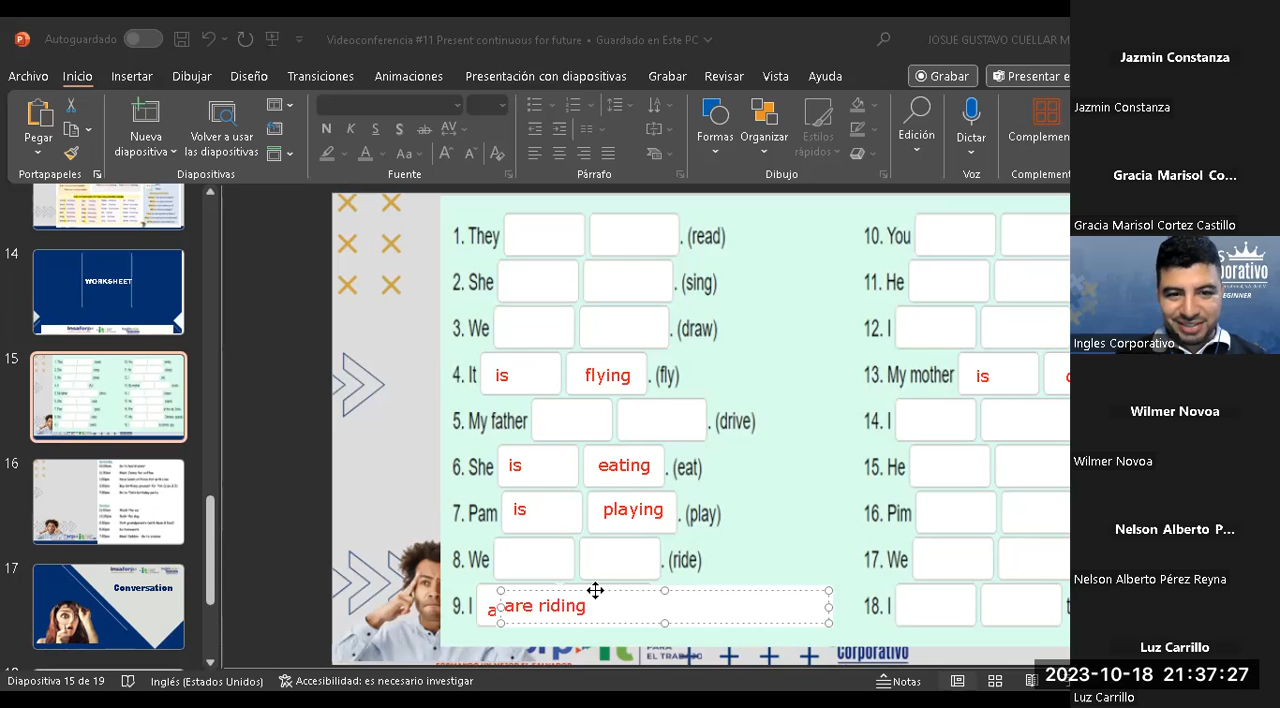 Autoguardado
Videoconferencia #11 Present continuous for future • Guardado en Este PC
JOSUE GUSTAVO CUELLAR M
Archivo Inicio Insertar Dibujar Diseño Transiciones Animaciones Presentación con diapositivas Grabar Revisar Vista Ayuda
Grabar
Presentar e
Pegar
Nueva
diapositiva
Volver a usar
las diapositivas
Formas
Organizar
Estilos
rápidos
Edición
Dictar
Complemen
Portapapeles
Diapositivas
Fuente
Párrafo
Dibujo
Voz
Complement
14
WORKSHEET
15
16
17
Conversation
1. They . (read)
2. She . (sing)
3. We . (draw)
4. It is flying . (fly)
5. My father . (drive)
6. She is eating . (eat)
7. Pam is playing . (play)
8. We . (ride)
9. I a are riding
10. You
11. He
12. I
13. My mother is
14. I
15. He
16. Pim
17. We
18. I
PARA
EL TRABAJO
corporativo
Diapositiva 15 de 19
Inglés (Estados Unidos)
Accesibilidad: es necesario investigar
Notas
Jazmin Constanza
Jazmin Constanza
Gracia Marisol Co...
Gracia Marisol Cortez Castillo
orativo
EGINNER
Ingles Corporativo
Wilmer Novoa
Wilmer Novoa
Nelson Alberto P...
Nelson Alberto Pérez Reyna
Luz Carrillo
2023-10-18 21:37:27
Luz Carrillo